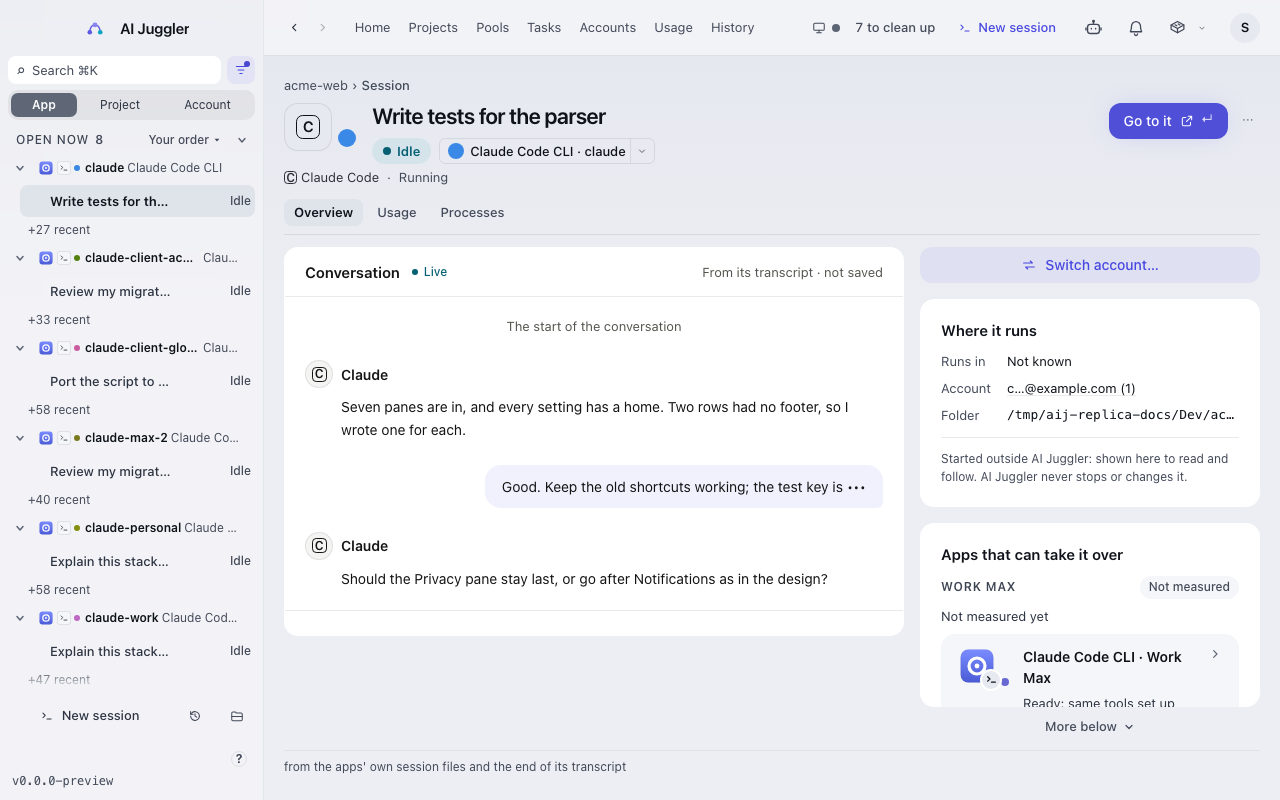 AI Juggler
Search ⌘K
App
Project
Account
OPEN NOW 8
Your order
claude Claude Code CLI
Write tests for th...
Idle
+27 recent
claude-client-ac... Clau...
Review my migrat...
Idle
+33 recent
claude-client-glo... Clau...
Port the script to ...
Idle
+58 recent
claude-max-2 Claude Co...
Review my migrat...
Idle
+40 recent
claude-personal Claude ...
Explain this stack...
Idle
+58 recent
claude-work Claude Cod...
Explain this stack...
Idle
+47 recent
New session
?
v0.0.0-preview
Home
Projects
Pools
Tasks
Accounts
Usage
History
7 to clean up
New session
S
acme-web › Session
C
Write tests for the parser
Idle
Claude Code CLI · claude
Go to it
C Claude Code · Running
Overview
Usage
Processes
Conversation
Live
From its transcript · not saved
The start of the conversation
C Claude
Seven panes are in, and every setting has a home. Two rows had no footer, so I
wrote one for each.
Good. Keep the old shortcuts working; the test key is •••
C Claude
Should the Privacy pane stay last, or go after Notifications as in the design?
Switch account...
Where it runs
Runs in Not known
Account c...@example.com (1)
Folder /tmp/aij-replica-docs/Dev/ac...
Started outside AI Juggler: shown here to read and
follow. AI Juggler never stops or changes it.
Apps that can take it over
WORK MAX
Not measured
Not measured yet
Claude Code CLI · Work
Max
Ready: same tools set up
More below
from the apps' own session files and the end of its transcript